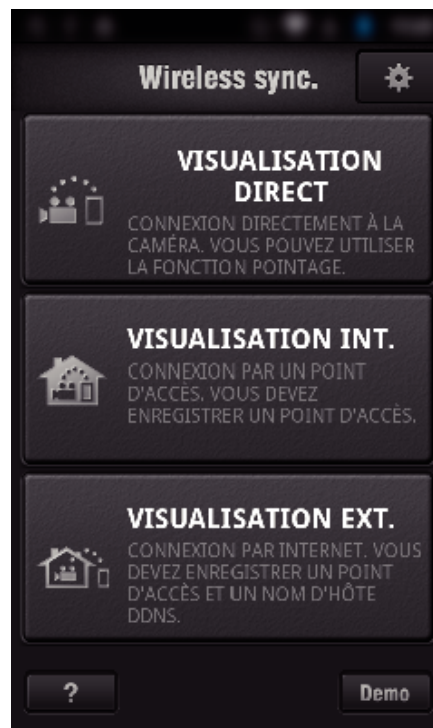 Wireless sync.
VISUALISATION
DIRECT
CONNEXION DIRECTEMENT À LA
CAMÉRA. VOUS POUVEZ UTILISER
LA FONCTION POINTAGE.
VISUALISATION INT.
CONNEXION PAR UN POINT
D'ACCÈS. VOUS DEVEZ
ENREGISTRER UN POINT D'ACCÈS.
VISUALISATION EXT.
CONNEXION PAR INTERNET. VOUS
DEVEZ ENREGISTRER UN POINT
D'ACCÈS ET UN NOM D'HÔTE
DDNS.
?
Demo